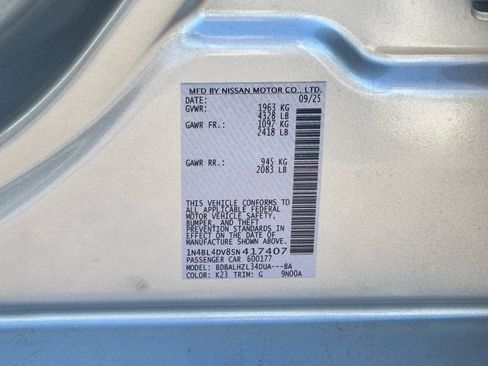 MFD BY NISSAN MOTOR CO., LTD.
DATE: 09/25
GVWR: 1963 KG
4328 LB
GAWR FR.: 1097 KG
2418 LB
GAWR RR.: 945 KG
2083 LB
THIS VEHICLE CONFORMS TO
ALL APPLICABLE FEDERAL
MOTOR VEHICLE SAFETY,
BUMPER, AND THEFT
PREVENTION STANDARDS IN
EFFECT ON THE DATE OF
MANUFACTURE SHOWN ABOVE.
1N4BL4DV8SN417407
PASSENGER CAR 600177
MODEL: BDBALHZL34DUA---BA
COLOR: K23 TRIM: G 9N00A